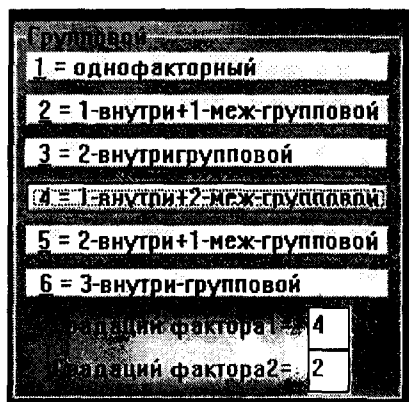 Групповой
1 = однофакторный
2 = 1-внутри+1-меж-групповой
3 = 2-внутригрупповой
4 = 1-внутри+2-меж-групповой
5 = 2-внутри+1-меж-групповой
6 = 3-внутри-групповой
Градаций фактора1= 4
Градаций фактора2= 2